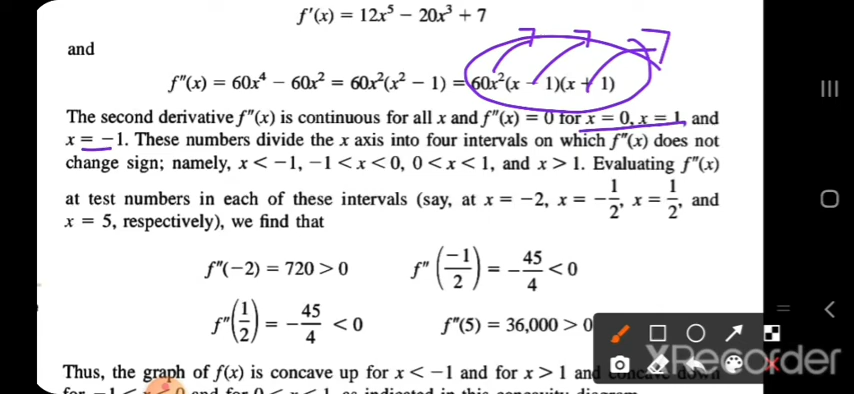 f'(x) = 12x⁵ − 20x³ + 7
and
f"(x) = 60x⁴ − 60x² = 60x²(x² − 1) = 60x²(x − 1)(x + 1)
The second derivative f"(x) is continuous for all x and f"(x) = 0 for x = 0, x = 1, and
x = −1. These numbers divide the x axis into four intervals on which f"(x) does not
change sign; namely, x < −1, −1 < x < 0, 0 < x < 1, and x > 1. Evaluating f"(x)
at test numbers in each of these intervals (say, at x = −2, x = −1/2, x = 1/2, and
x = 5, respectively), we find that
f"(−2) = 720 > 0 f"(−1/2) = −45/4 < 0
f"(1/2) = −45/4 < 0 f"(5) = 36,000 > 0
XRecorder
Thus, the graph of f(x) is concave up for x < −1 and for x > 1 and concave down